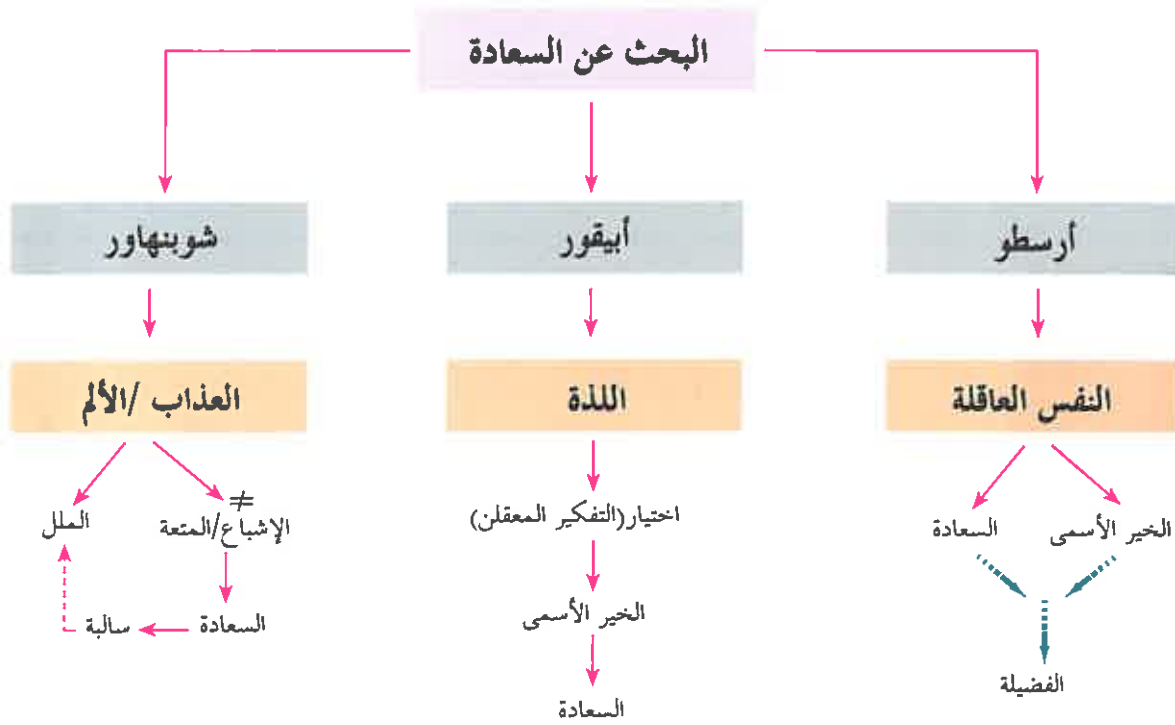 البحث عن السعادة
أرسطو
أبيقور
شوبنهاور
النفس العاقلة
اللذة
العذاب /الألم
الخير الأسمى
السعادة
الفضيلة
اختيار(التفكير المعقلن)
الخير الأسمى
السعادة
≠
الإشباع/المتعة
الملل
السعادة
سالبة